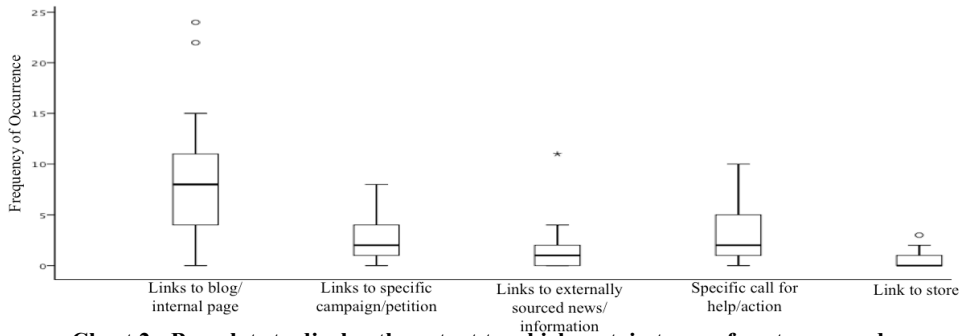 25
20
15
10
5
0
Frequency of Occurrence
Links to blog/
internal page
Links to specific
campaign/petition
Links to externally
sourced news/
information
Specific call for
help/action
Link to store